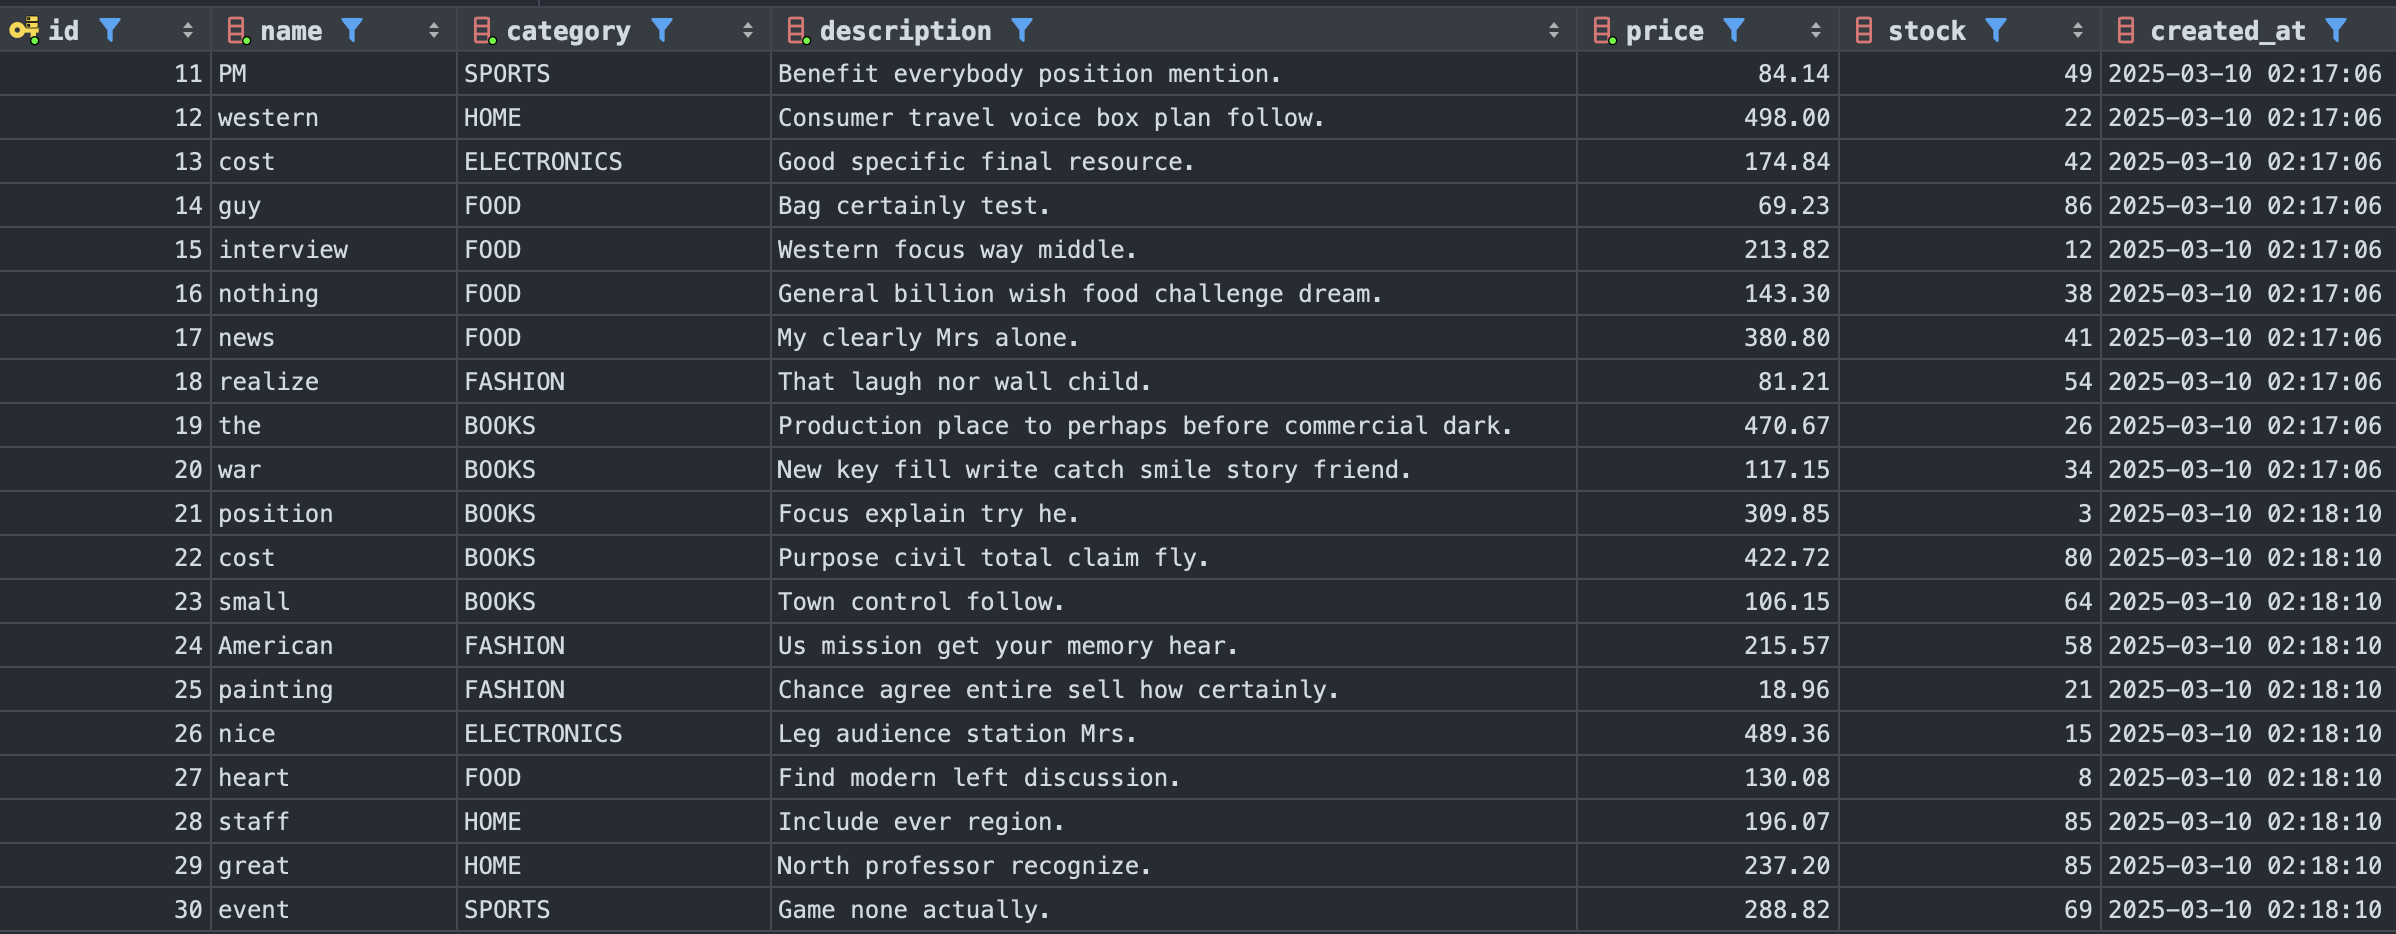 id name category description price stock created_at
11 PM SPORTS Benefit everybody position mention. 84.14 49 2025-03-10 02:17:06
12 western HOME Consumer travel voice box plan follow. 498.00 22 2025-03-10 02:17:06
13 cost ELECTRONICS Good specific final resource. 174.84 42 2025-03-10 02:17:06
14 guy FOOD Bag certainly test. 69.23 86 2025-03-10 02:17:06
15 interview FOOD Western focus way middle. 213.82 12 2025-03-10 02:17:06
16 nothing FOOD General billion wish food challenge dream. 143.30 38 2025-03-10 02:17:06
17 news FOOD My clearly Mrs alone. 380.80 41 2025-03-10 02:17:06
18 realize FASHION That laugh nor wall child. 81.21 54 2025-03-10 02:17:06
19 the BOOKS Production place to perhaps before commercial dark. 470.67 26 2025-03-10 02:17:06
20 war BOOKS New key fill write catch smile story friend. 117.15 34 2025-03-10 02:17:06
21 position BOOKS Focus explain try he. 309.85 3 2025-03-10 02:18:10
22 cost BOOKS Purpose civil total claim fly. 422.72 80 2025-03-10 02:18:10
23 small BOOKS Town control follow. 106.15 64 2025-03-10 02:18:10
24 American FASHION Us mission get your memory hear. 215.57 58 2025-03-10 02:18:10
25 painting FASHION Chance agree entire sell how certainly. 18.96 21 2025-03-10 02:18:10
26 nice ELECTRONICS Leg audience station Mrs. 489.36 15 2025-03-10 02:18:10
27 heart FOOD Find modern left discussion. 130.08 8 2025-03-10 02:18:10
28 staff HOME Include ever region. 196.07 85 2025-03-10 02:18:10
29 great HOME North professor recognize. 237.20 85 2025-03-10 02:18:10
30 event SPORTS Game none actually. 288.82 69 2025-03-10 02:18:10